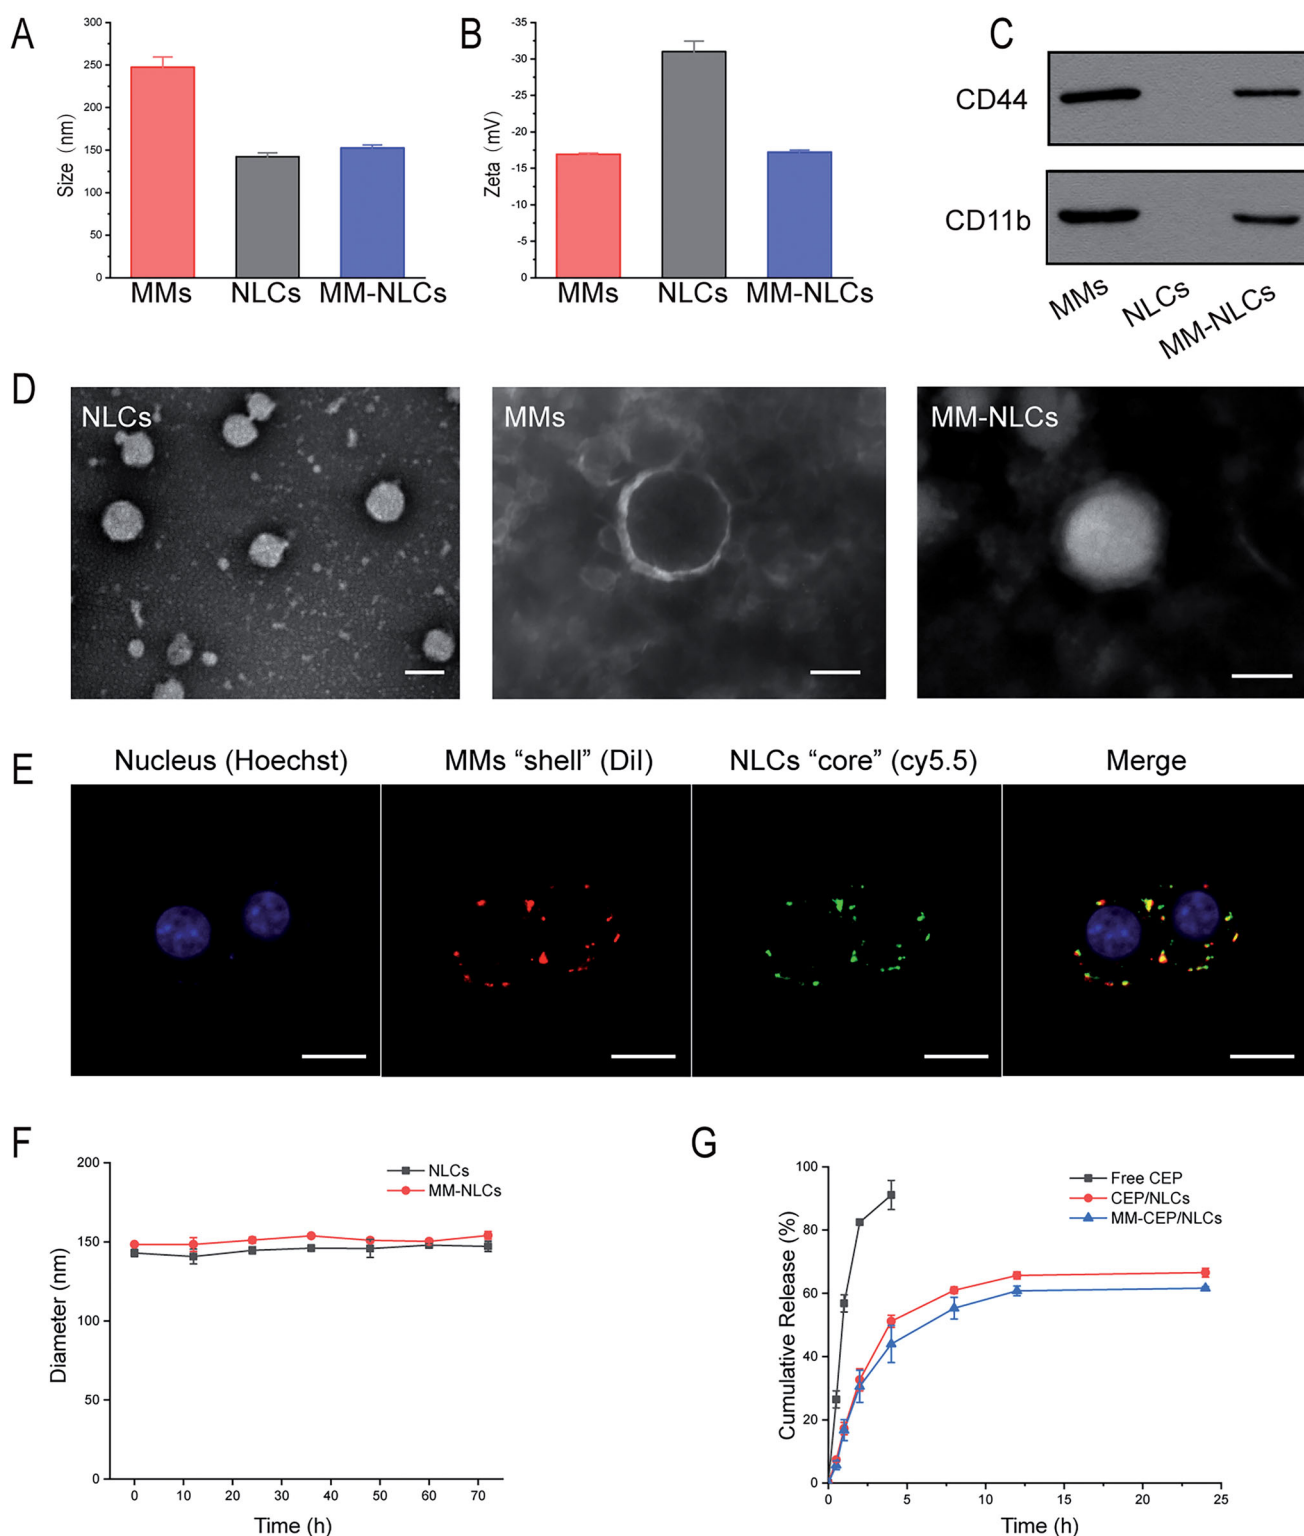 A
300
250
200
150
100
50
0
Size (nm)
MMs
NLCs
MM-NLCs
B
-35
-30
-25
-20
-15
-10
-5
0
Zeta (mV)
MMs
NLCs
MM-NLCs
C
CD44
CD11b
MMs
NLCs
MM-NLCs
D
NLCs
MMs
MM-NLCs
E
Nucleus (Hoechst)
MMs “shell” (DiI)
NLCs “core” (cy5.5)
Merge
F
200
150
100
50
0
Diameter (nm)
NLCs
MM-NLCs
0 10 20 30 40 50 60 70
Time (h)
G
100
80
60
40
20
0
Cumulative Release (%)
Free CEP
CEP/NLCs
MM-CEP/NLCs
0 5 10 15 20 25
Time (h)